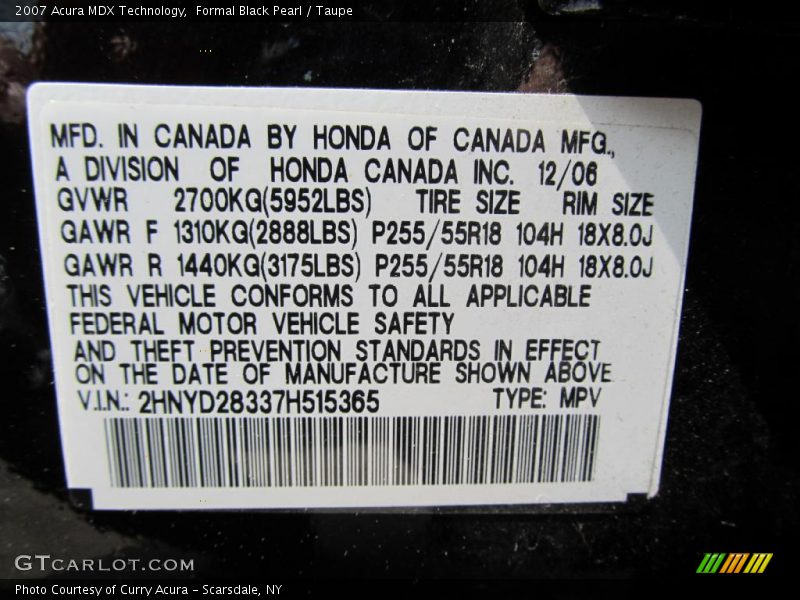 2007 Acura MDX Technology,  Formal Black Pearl / Taupe
MFD. IN CANADA BY HONDA OF CANADA MFG.,
A DIVISION OF HONDA CANADA INC. 12/06
GVWR 2700KG(5952LBS) TIRE SIZE RIM SIZE
GAWR F 1310KG(2888LBS) P255/55R18 104H 18X8.0J
GAWR R 1440KG(3175LBS) P255/55R18 104H 18X8.0J
THIS VEHICLE CONFORMS TO ALL APPLICABLE
FEDERAL MOTOR VEHICLE SAFETY
AND THEFT PREVENTION STANDARDS IN EFFECT
ON THE DATE OF MANUFACTURE SHOWN ABOVE
V.I.N.: 2HNYD28337H515365 TYPE: MPV
GTCARLOT.COM
Photo Courtesy of Curry Acura – Scarsdale, NY